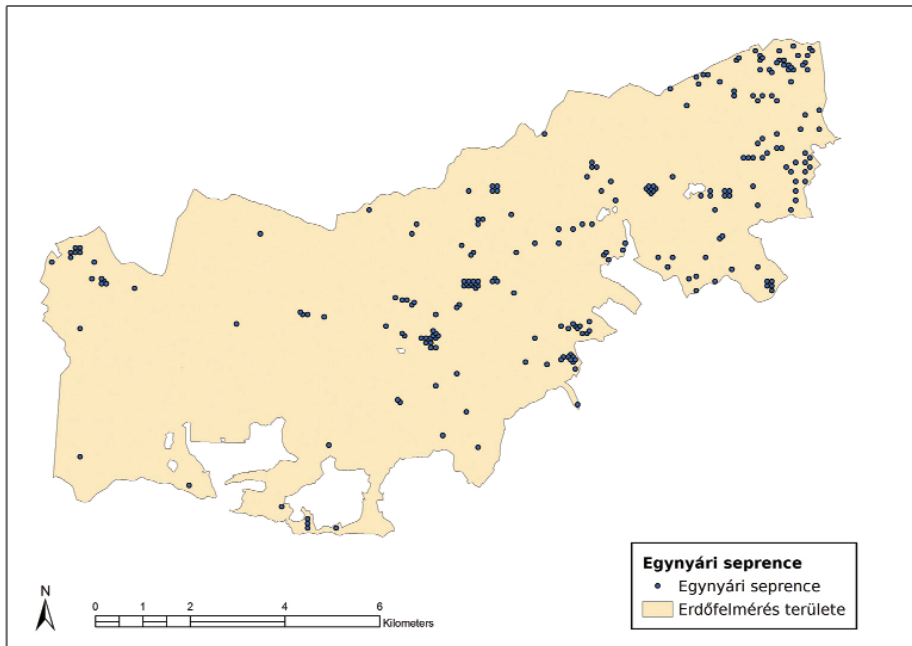 Egynyári seprence
Egynyári seprence
Erdőfelmérés területe
N
0 1 2 4 6
Kilometers